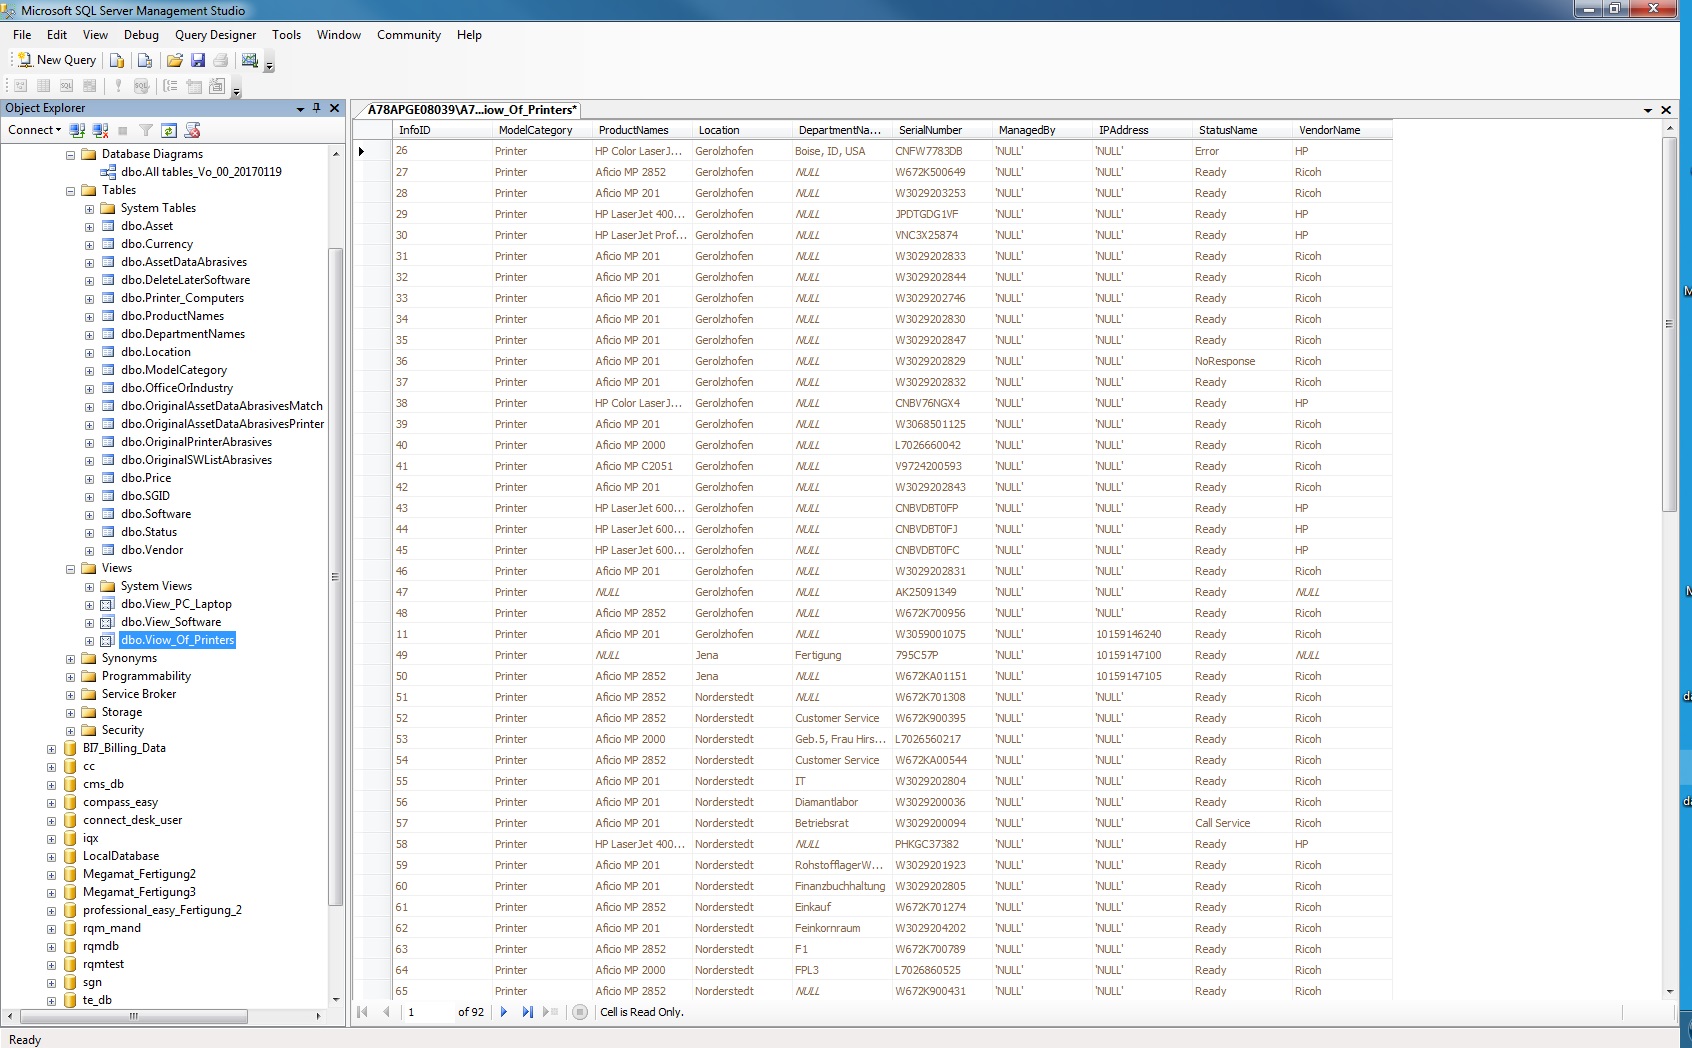 Microsoft SQL Server Management Studio
File Edit View Debug Query Designer Tools Window Community Help
New Query
Object Explorer
Connect
Database Diagrams
dbo.All tables_Vo_00_20170119
Tables
System Tables
dbo.Asset
dbo.Currency
dbo.AssetDataAbrasives
dbo.DeleteLaterSoftware
dbo.Printer_Computers
dbo.ProductNames
dbo.DepartmentNames
dbo.Location
dbo.ModelCategory
dbo.OfficeOrIndustry
dbo.OriginalAssetDataAbrasivesMatch
dbo.OriginalAssetDataAbrasivesPrinter
dbo.OriginalPrinterAbrasives
dbo.OriginalSWListAbrasives
dbo.Price
dbo.SGID
dbo.Software
dbo.Status
dbo.Vendor
Views
System Views
dbo.View_PC_Laptop
dbo.View_Software
dbo.Viow_Of_Printers
Synonyms
Programmability
Service Broker
Storage
Security
BI7_Billing_Data
cc
cms_db
compass_easy
connect_desk_user
iqx
LocalDatabase
Megamat_Fertigung2
Megamat_Fertigung3
professional_easy_Fertigung_2
rqm_mand
rqmdb
rqmtest
sgn
te_db
A78APGE08039\A7...iow_Of_Printers*
InfoID ModelCategory ProductNames Location DepartmentNa... SerialNumber ManagedBy IPAddress StatusName VendorName
26 Printer HP Color LaserJ... Gerolzhofen Boise, ID, USA CNFW7783DB 'NULL' 'NULL' Error HP
27 Printer Aficio MP 2852 Gerolzhofen NULL W672K500649 'NULL' 'NULL' Ready Ricoh
28 Printer Aficio MP 201 Gerolzhofen NULL W3029203253 'NULL' 'NULL' Ready Ricoh
29 Printer HP LaserJet 400... Gerolzhofen NULL JPDTGDG1VF 'NULL' 'NULL' Ready HP
30 Printer HP LaserJet Prof... Gerolzhofen NULL VNC3X25874 'NULL' 'NULL' Ready HP
31 Printer Aficio MP 201 Gerolzhofen NULL W3029202833 'NULL' 'NULL' Ready Ricoh
32 Printer Aficio MP 201 Gerolzhofen NULL W3029202844 'NULL' 'NULL' Ready Ricoh
33 Printer Aficio MP 201 Gerolzhofen NULL W3029202746 'NULL' 'NULL' Ready Ricoh
34 Printer Aficio MP 201 Gerolzhofen NULL W3029202830 'NULL' 'NULL' Ready Ricoh
35 Printer Aficio MP 201 Gerolzhofen NULL W3029202847 'NULL' 'NULL' Ready Ricoh
36 Printer Aficio MP 201 Gerolzhofen NULL W3029202829 'NULL' 'NULL' NoResponse Ricoh
37 Printer Aficio MP 201 Gerolzhofen NULL W3029202832 'NULL' 'NULL' Ready Ricoh
38 Printer HP Color LaserJ... Gerolzhofen NULL CNBV76NGX4 'NULL' 'NULL' Ready HP
39 Printer Aficio MP 201 Gerolzhofen NULL W3068501125 'NULL' 'NULL' Ready Ricoh
40 Printer Aficio MP 2000 Gerolzhofen NULL L7026660042 'NULL' 'NULL' Ready Ricoh
41 Printer Aficio MP C2051 Gerolzhofen NULL V9724200593 'NULL' 'NULL' Ready Ricoh
42 Printer Aficio MP 201 Gerolzhofen NULL W3029202843 'NULL' 'NULL' Ready Ricoh
43 Printer HP LaserJet 600... Gerolzhofen NULL CNBVDBT0FP 'NULL' 'NULL' Ready HP
44 Printer HP LaserJet 600... Gerolzhofen NULL CNBVDBT0FJ 'NULL' 'NULL' Ready HP
45 Printer HP LaserJet 600... Gerolzhofen NULL CNBVDBT0FC 'NULL' 'NULL' Ready HP
46 Printer Aficio MP 201 Gerolzhofen NULL W3029202831 'NULL' 'NULL' Ready Ricoh
47 Printer NULL Gerolzhofen NULL AK25091349 'NULL' 'NULL' Ready NULL
48 Printer Aficio MP 2852 Gerolzhofen NULL W672K700956 'NULL' 'NULL' Ready Ricoh
11 Printer Aficio MP 201 Gerolzhofen NULL W3059001075 'NULL' 10159146240 Ready Ricoh
49 Printer NULL Jena Fertigung 795C57P 'NULL' 10159147100 Ready NULL
50 Printer Aficio MP 2852 Jena NULL W672KA01151 'NULL' 10159147105 Ready Ricoh
51 Printer Aficio MP 2852 Norderstedt NULL W672K701308 'NULL' 'NULL' Ready Ricoh
52 Printer Aficio MP 2852 Norderstedt Customer Service W672K900395 'NULL' 'NULL' Ready Ricoh
53 Printer Aficio MP 2000 Norderstedt Geb.5, Frau Hirs... L7026560217 'NULL' 'NULL' Ready Ricoh
54 Printer Aficio MP 2852 Norderstedt Customer Service W672KA00544 'NULL' 'NULL' Ready Ricoh
55 Printer Aficio MP 201 Norderstedt IT W3029202804 'NULL' 'NULL' Ready Ricoh
56 Printer Aficio MP 201 Norderstedt Diamantlabor W3029200036 'NULL' 'NULL' Ready Ricoh
57 Printer Aficio MP 201 Norderstedt Betriebsrat W3029200094 'NULL' 'NULL' Call Service Ricoh
58 Printer HP LaserJet 400... Norderstedt NULL PHKGC37382 'NULL' 'NULL' Ready HP
59 Printer Aficio MP 201 Norderstedt RohstofflagerW... W3029201923 'NULL' 'NULL' Ready Ricoh
60 Printer Aficio MP 201 Norderstedt Finanzbuchhaltung W3029202805 'NULL' 'NULL' Ready Ricoh
61 Printer Aficio MP 2852 Norderstedt Einkauf W672K701274 'NULL' 'NULL' Ready Ricoh
62 Printer Aficio MP 201 Norderstedt Feinkornraum W3029204202 'NULL' 'NULL' Ready Ricoh
63 Printer Aficio MP 2852 Norderstedt F1 W672K700789 'NULL' 'NULL' Ready Ricoh
64 Printer Aficio MP 2000 Norderstedt FPL3 L7026860525 'NULL' 'NULL' Ready Ricoh
65 Printer Aficio MP 2852 Norderstedt NULL W672K900431 'NULL' 'NULL' Ready Ricoh
1 of 92 Cell is Read Only.
Ready